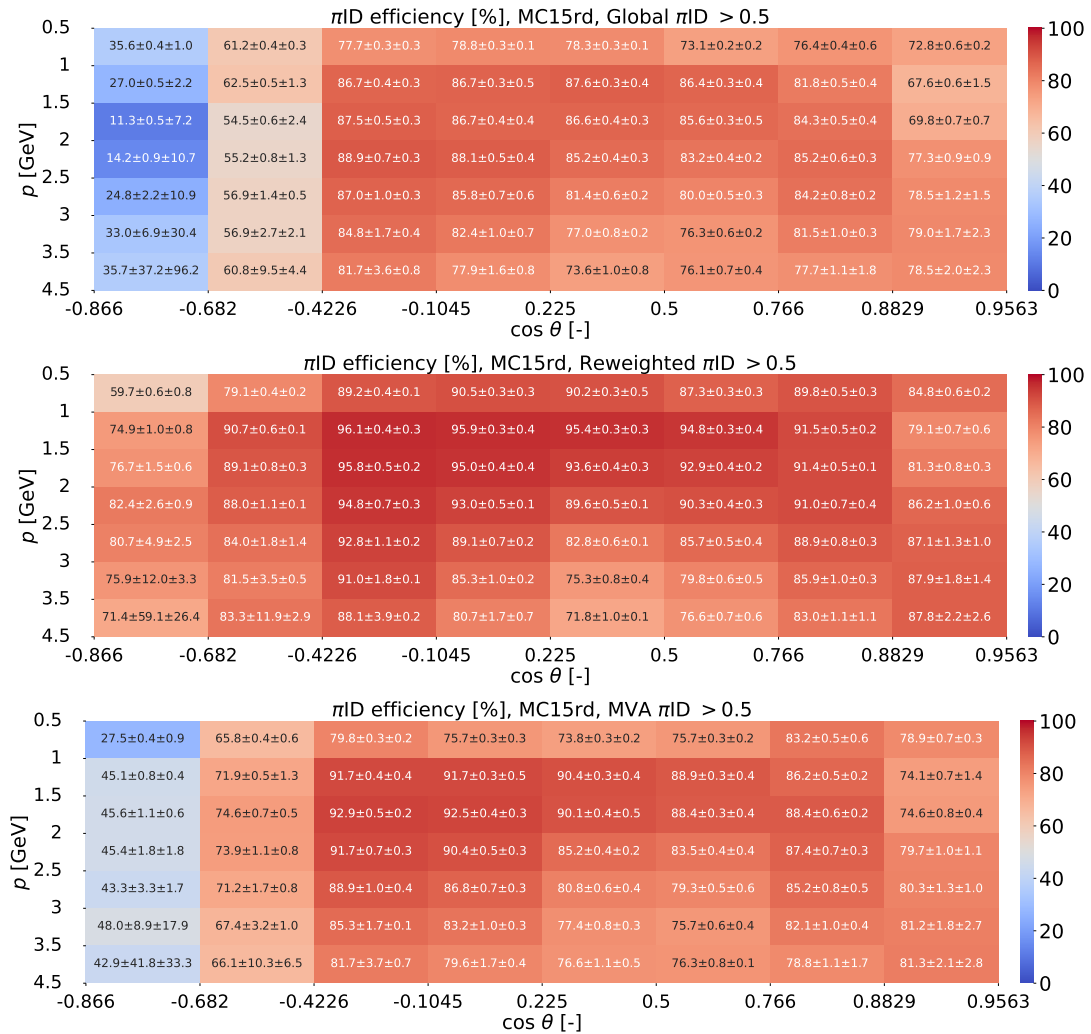 πID efficiency [%], MC15rd, Global πID > 0.5
0.5 35.6±0.4±1.0 61.2±0.4±0.3 77.7±0.3±0.3 78.8±0.3±0.1 78.3±0.3±0.1 73.1±0.2±0.2 76.4±0.4±0.6 72.8±0.6±0.2 100
1 27.0±0.5±2.2 62.5±0.5±1.3 86.7±0.4±0.3 86.7±0.3±0.5 87.6±0.3±0.4 86.4±0.3±0.4 81.8±0.5±0.4 67.6±0.6±1.5 80
1.5 11.3±0.5±7.2 54.5±0.6±2.4 87.5±0.5±0.3 86.7±0.4±0.4 86.6±0.4±0.3 85.6±0.3±0.5 84.3±0.5±0.4 69.8±0.7±0.7
2 14.2±0.9±10.7 55.2±0.8±1.3 88.9±0.7±0.3 88.1±0.5±0.4 85.2±0.4±0.3 83.2±0.4±0.2 85.2±0.6±0.3 77.3±0.9±0.9 60
2.5 24.8±2.2±10.9 56.9±1.4±0.5 87.0±1.0±0.3 85.8±0.7±0.6 81.4±0.6±0.2 80.0±0.5±0.3 84.2±0.8±0.2 78.5±1.2±1.5 40
3 33.0±6.9±30.4 56.9±2.7±2.1 84.8±1.7±0.4 82.4±1.0±0.7 77.0±0.8±0.2 76.3±0.6±0.2 81.5±1.0±0.3 79.0±1.7±2.3 20
3.5 35.7±37.2±96.2 60.8±9.5±4.4 81.7±3.6±0.8 77.9±1.6±0.8 73.6±1.0±0.8 76.1±0.7±0.4 77.7±1.1±1.8 78.5±2.0±2.3
4.5 0
p [GeV]
-0.866 -0.682 -0.4226 -0.1045 0.225 0.5 0.766 0.8829 0.9563
cos θ [-]
πID efficiency [%], MC15rd, Reweighted πID > 0.5
0.5 59.7±0.6±0.8 79.1±0.4±0.2 89.2±0.4±0.1 90.5±0.3±0.3 90.2±0.3±0.5 87.3±0.3±0.3 89.8±0.5±0.3 84.8±0.6±0.2 100
1 74.9±1.0±0.8 90.7±0.6±0.1 96.1±0.4±0.3 95.9±0.3±0.4 95.4±0.3±0.3 94.8±0.3±0.4 91.5±0.5±0.2 79.1±0.7±0.6 80
1.5 76.7±1.5±0.6 89.1±0.8±0.3 95.8±0.5±0.2 95.0±0.4±0.4 93.6±0.4±0.3 92.9±0.4±0.2 91.4±0.5±0.1 81.3±0.8±0.3
2 82.4±2.6±0.9 88.0±1.1±0.1 94.8±0.7±0.3 93.0±0.5±0.1 89.6±0.5±0.1 90.3±0.4±0.3 91.0±0.7±0.4 86.2±1.0±0.6 60
2.5 80.7±4.9±2.5 84.0±1.8±1.4 92.8±1.1±0.2 89.1±0.7±0.2 82.8±0.6±0.1 85.7±0.5±0.4 88.9±0.8±0.3 87.1±1.3±1.0 40
3 75.9±12.0±3.3 81.5±3.5±0.5 91.0±1.8±0.1 85.3±1.0±0.2 75.3±0.8±0.4 79.8±0.6±0.5 85.9±1.0±0.3 87.9±1.8±1.4 20
3.5 71.4±59.1±26.4 83.3±11.9±2.9 88.1±3.9±0.2 80.7±1.7±0.7 71.8±1.0±0.1 76.6±0.7±0.6 83.0±1.1±1.1 87.8±2.2±2.6
4.5 0
p [GeV]
-0.866 -0.682 -0.4226 -0.1045 0.225 0.5 0.766 0.8829 0.9563
cos θ [-]
πID efficiency [%], MC15rd, MVA πID > 0.5
0.5 27.5±0.4±0.9 65.8±0.4±0.6 79.8±0.3±0.2 75.7±0.3±0.3 73.8±0.3±0.2 75.7±0.3±0.2 83.2±0.5±0.6 78.9±0.7±0.3 100
1 45.1±0.8±0.4 71.9±0.5±1.3 91.7±0.4±0.4 91.7±0.3±0.5 90.4±0.3±0.4 88.9±0.3±0.4 86.2±0.5±0.2 74.1±0.7±1.4 80
1.5 45.6±1.1±0.6 74.6±0.7±0.5 92.9±0.5±0.2 92.5±0.4±0.3 90.1±0.4±0.5 88.4±0.3±0.4 88.4±0.6±0.2 74.6±0.8±0.4
2 45.4±1.8±1.8 73.9±1.1±0.8 91.7±0.7±0.3 90.4±0.5±0.3 85.2±0.4±0.2 83.5±0.4±0.4 87.4±0.7±0.3 79.7±1.0±1.1 60
2.5 43.3±3.3±1.7 71.2±1.7±0.8 88.9±1.0±0.4 86.8±0.7±0.3 80.8±0.6±0.4 79.3±0.5±0.6 85.2±0.8±0.5 80.3±1.3±1.0 40
3 48.0±8.9±17.9 67.4±3.2±1.0 85.3±1.7±0.1 83.2±1.0±0.3 77.4±0.8±0.3 75.7±0.6±0.4 82.1±1.0±0.4 81.2±1.8±2.7 20
3.5 42.9±41.8±33.3 66.1±10.3±6.5 81.7±3.7±0.7 79.6±1.7±0.4 76.6±1.1±0.5 76.3±0.8±0.1 78.8±1.1±1.7 81.3±2.1±2.8
4.5 0
p [GeV]
-0.866 -0.682 -0.4226 -0.1045 0.225 0.5 0.766 0.8829 0.9563
cos θ [-]